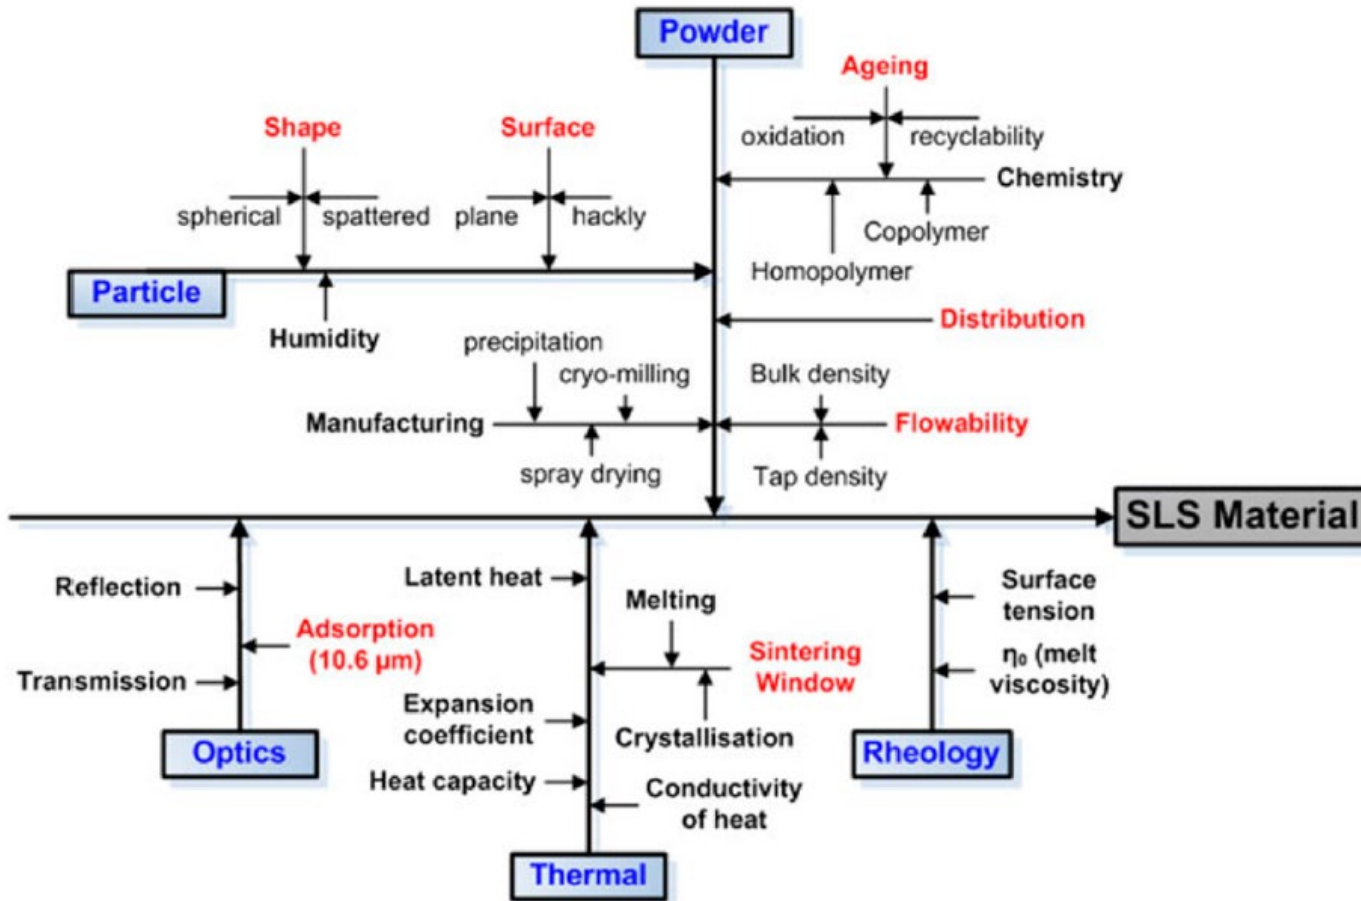 Powder
Ageing
Shape
Surface
oxidation
recyclability
spherical
spattered
plane
hackly
Chemistry
Copolymer
Homopolymer
Particle
Humidity
Distribution
precipitation
cryo-milling
Bulk density
Manufacturing
Flowability
spray drying
Tap density
SLS Material
Reflection
Latent heat
Melting
Surface
tension
Adsorption
(10.6 µm)
Sintering
Window
η₀ (melt
viscosity)
Transmission
Expansion
coefficient
Crystallisation
Optics
Rheology
Heat capacity
Conductivity
of heat
Thermal